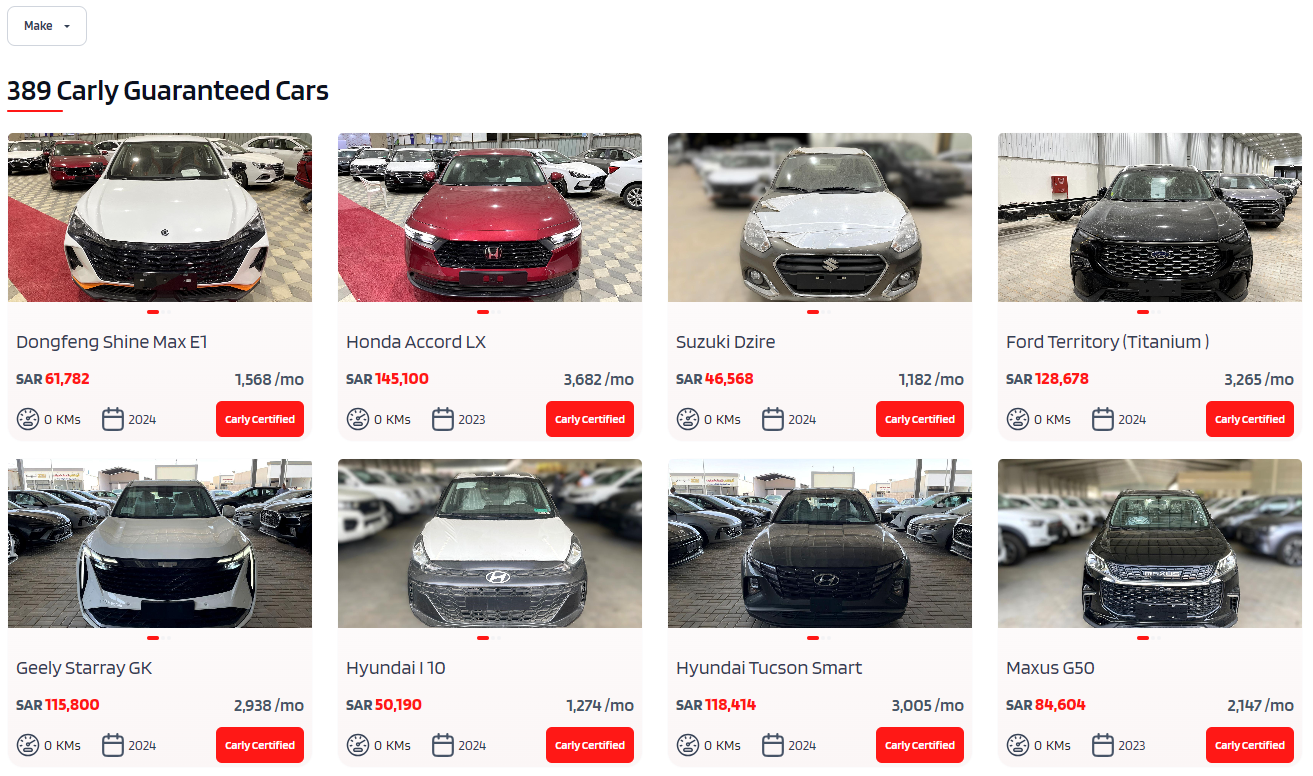 Make
389 Carly Guaranteed Cars
Dongfeng Shine Max E1
SAR 61,782 1,568 /mo
0 KMs 2024 Carly Certified
Honda Accord LX
SAR 145,100 3,682 /mo
0 KMs 2023 Carly Certified
Suzuki Dzire
SAR 46,568 1,182 /mo
0 KMs 2024 Carly Certified
Ford Territory (Titanium )
SAR 128,678 3,265 /mo
0 KMs 2024 Carly Certified
Geely Starray GK
SAR 115,800 2,938 /mo
0 KMs 2024 Carly Certified
Hyundai I 10
SAR 50,190 1,274 /mo
0 KMs 2024 Carly Certified
Hyundai Tucson Smart
SAR 118,414 3,005 /mo
0 KMs 2024 Carly Certified
MAXUS
Maxus G50
SAR 84,604 2,147 /mo
0 KMs 2023 Carly Certified